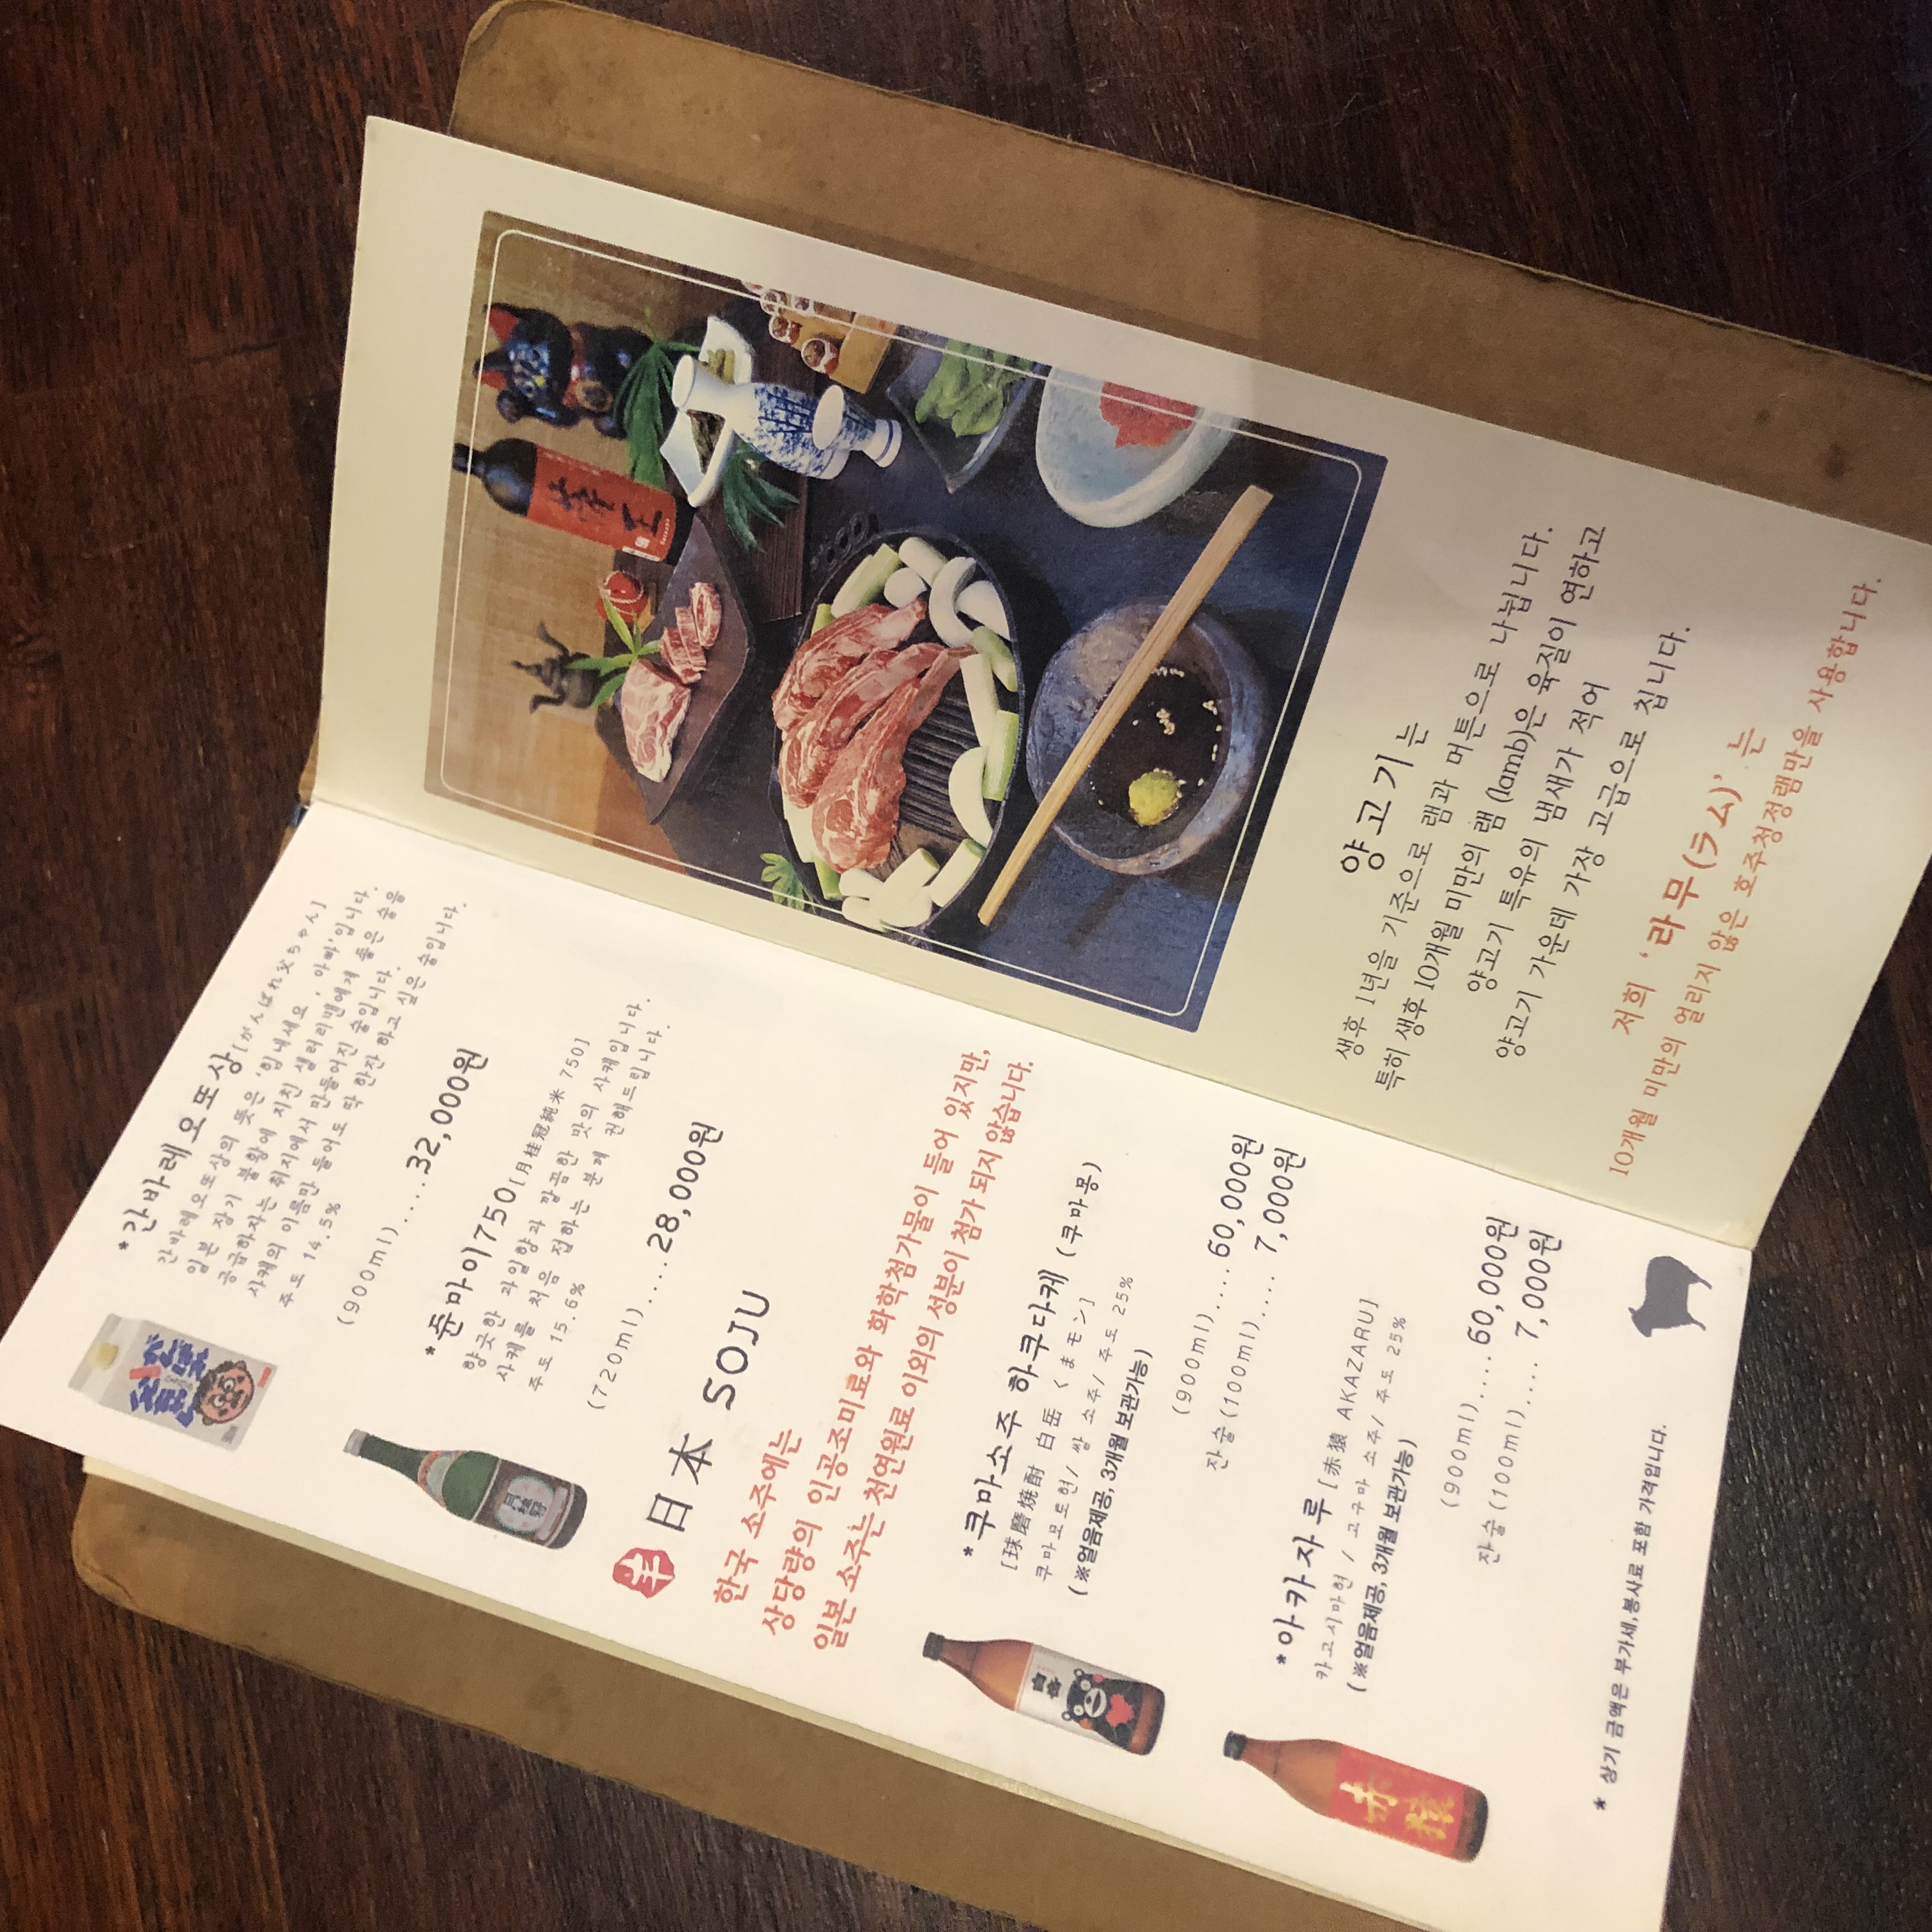 *간바레오또상[がんばれ父ちゃん]
간바레오또상의 뜻은 '힘내세요, 아빠'입니다.
일본 장기 불황에 지친 샐러리맨에게 좋은 술을
공급하자는 취지에서 만들어진 술입니다.
사케의 이름만 들어도 딱 한잔 하고 싶은 술입니다.
주도 14.5%
(900ml).....32,000원
*쥰마이750[月桂冠純米 750]
향긋한 과일향과 깔끔한 맛의 사케입니다.
사케를 처음 접하는 분께 권해드립니다.
주도 15.6%
(720ml).....28,000원
羊
日本 SOJU
한국 소주에는
상당량의 인공조미료와 화학첨가물이 들어 있지만,
일본소주는 천연원료 이외의 성분이 첨가 되지 않습니다.
*쿠마소주 하쿠다케 (쿠마몽)
[球磨焼酎 白岳 くまモン]
쿠마모토현/ 쌀 소주/ 주도 25%
(※얼음제공, 3개월 보관가능)
(900ml).....60,000원
잔술(100ml)..... 7,000원
白岳
*아카자루[赤猿 AKAZARU]
카고시마현 / 고구마 소주/ 주도 25%
(※얼음제공, 3개월 보관가능)
(900ml).....60,000원
잔술(100ml)..... 7,000원
赤猿
* 상기 금액은 부가세,봉사료 포함 가격입니다.
양고기는
생후 1년을 기준으로 램과 머튼으로 나뉩니다.
특히 생후 10개월 미만의 램(lamb)은 육질이 연하고
양고기 특유의 냄새가 적어
양고기 가운데 가장 고급으로 칩니다.
저희 '라무(ラム)' 는
10개월 미만의 얼리지 않은 호주청정램만을 사용합니다.